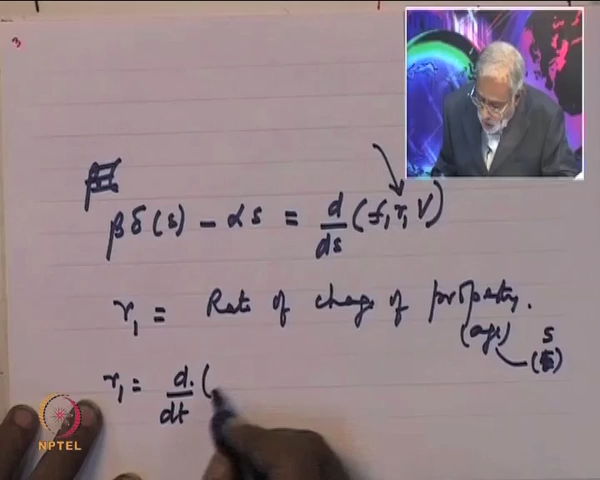 3
βδ(s) - αs = d/ds (f₁ r₁ V)
r₁ = Rate of change of property.
(age) s
r₁ = d/dt (
NPTEL